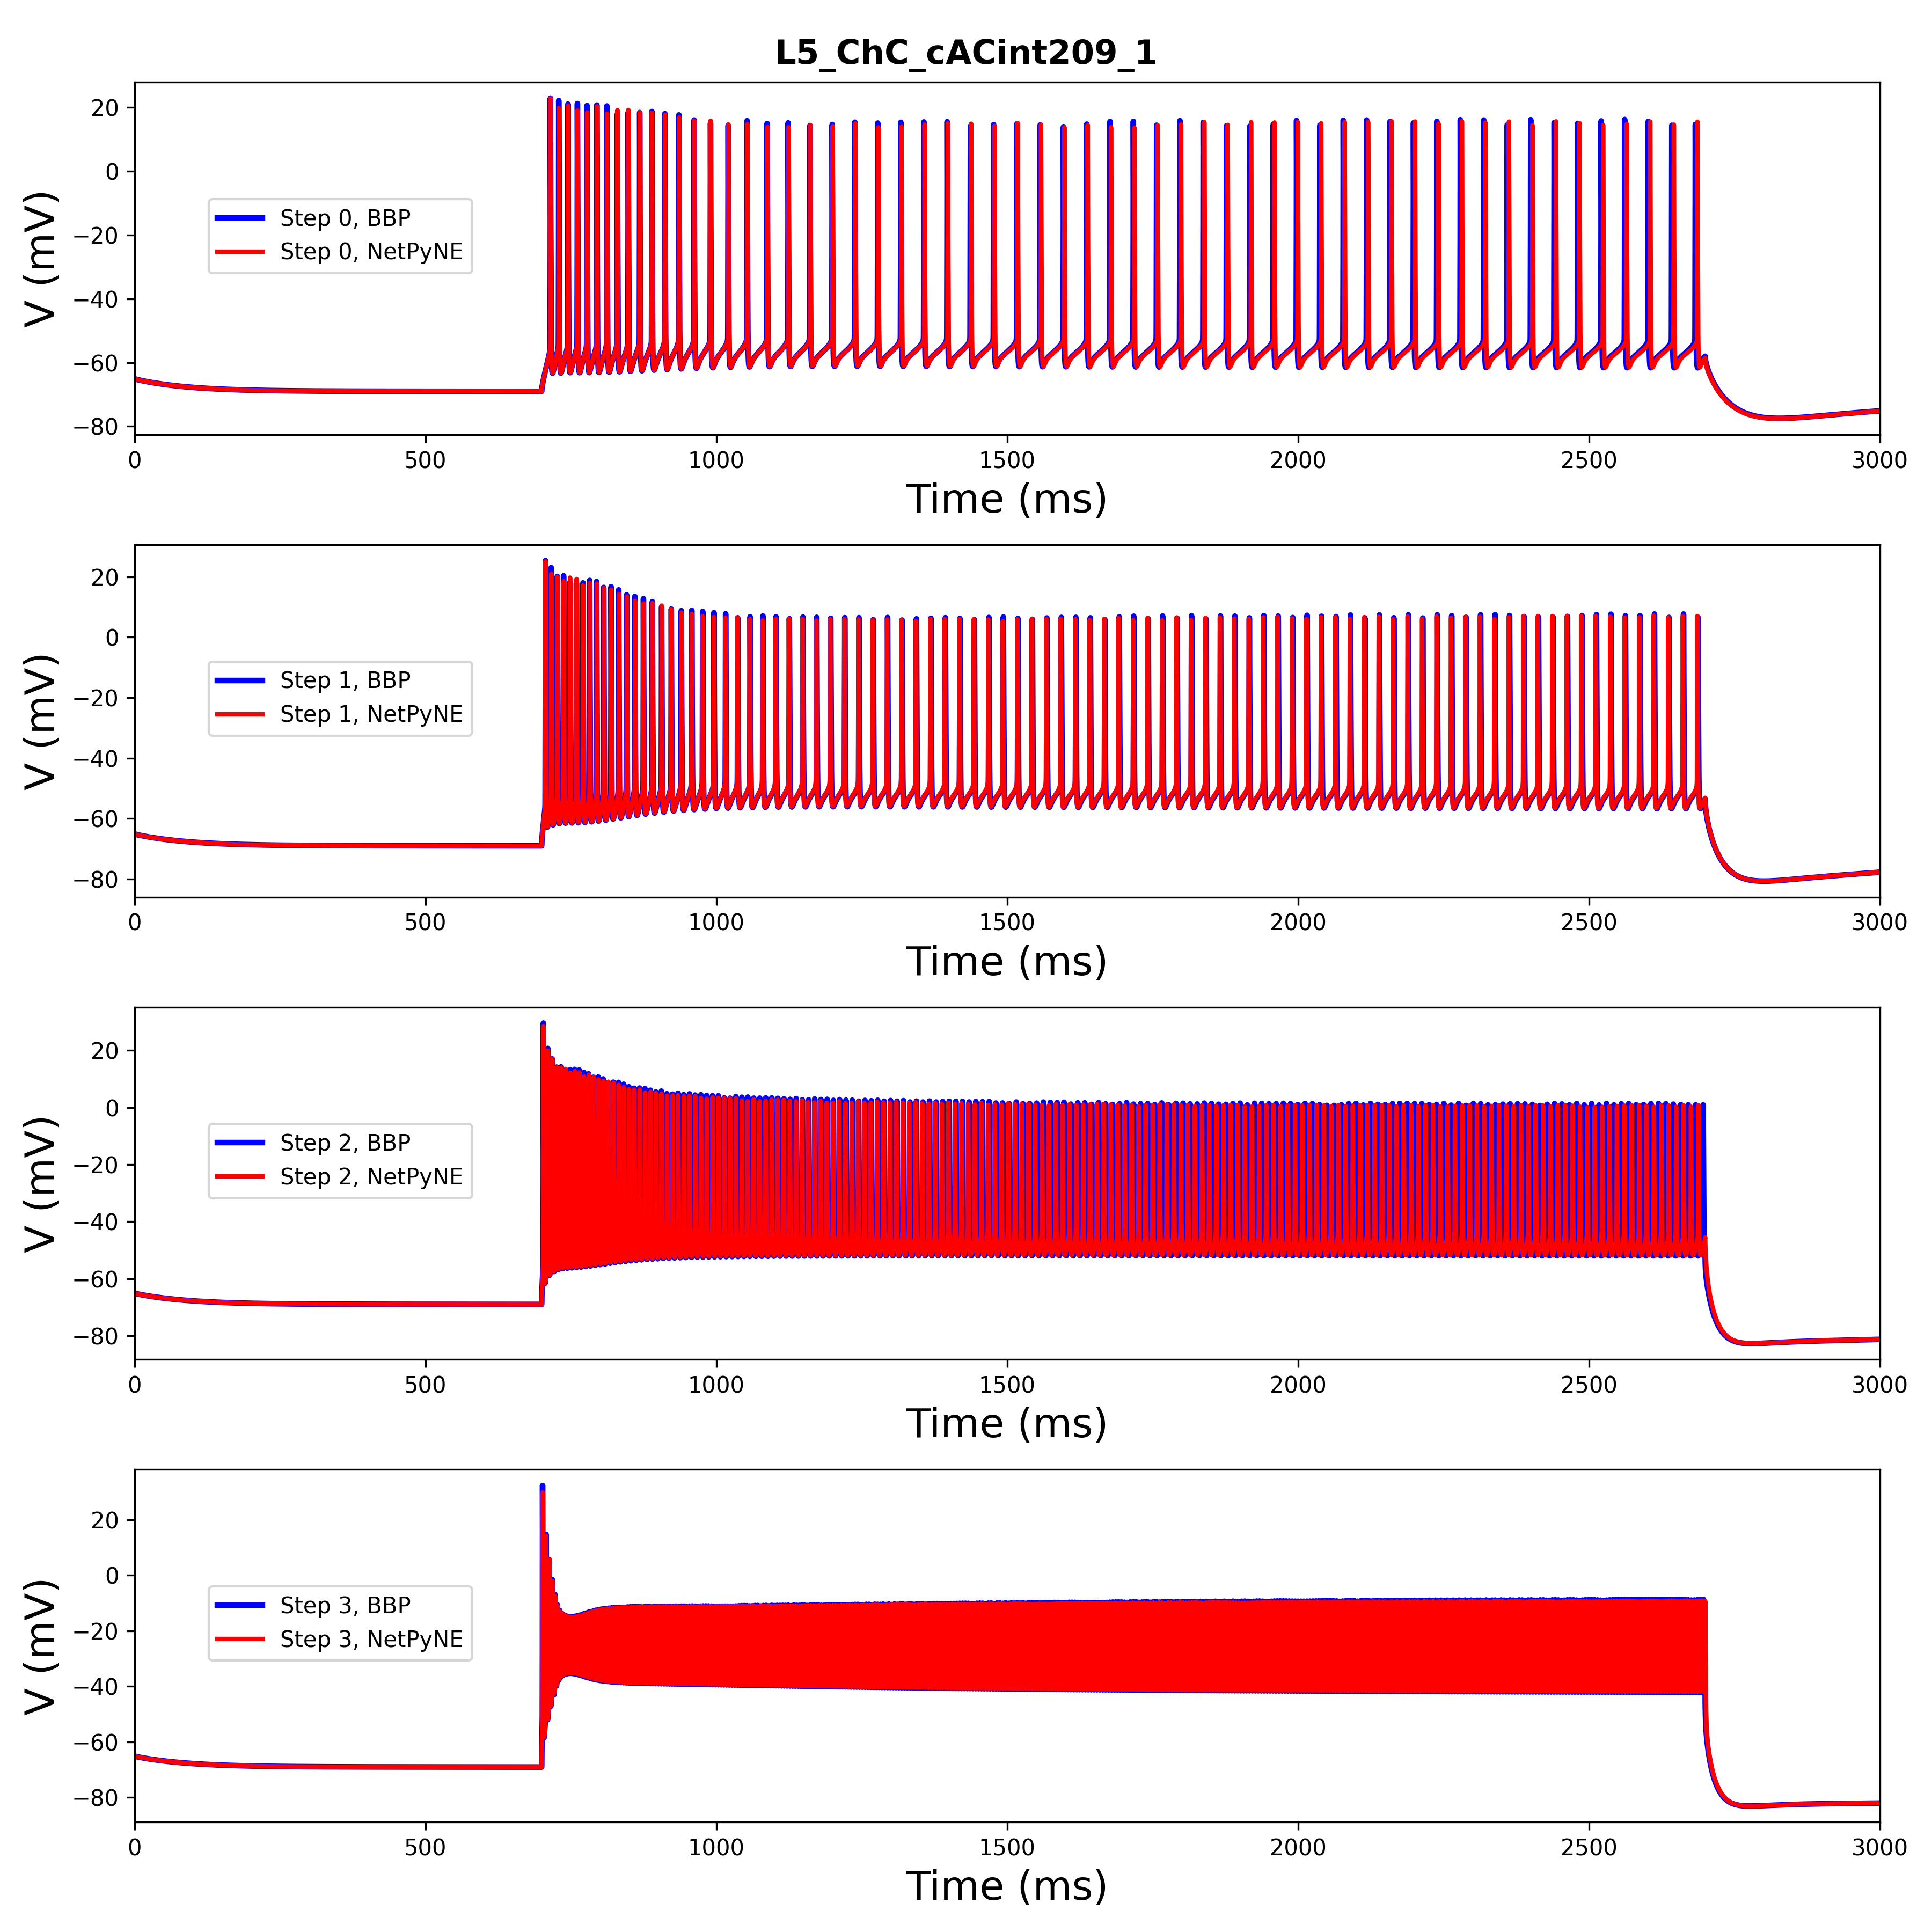 L5_ChC_cACint209_1
20
0
−20
−40
−60
−80
V (mV)
Step 0, BBP
Step 0, NetPyNE
0 500 1000 1500 2000 2500 3000
Time (ms)
20
0
−20
−40
−60
−80
V (mV)
Step 1, BBP
Step 1, NetPyNE
0 500 1000 1500 2000 2500 3000
Time (ms)
20
0
−20
−40
−60
−80
V (mV)
Step 2, BBP
Step 2, NetPyNE
0 500 1000 1500 2000 2500 3000
Time (ms)
20
0
−20
−40
−60
−80
V (mV)
Step 3, BBP
Step 3, NetPyNE
0 500 1000 1500 2000 2500 3000
Time (ms)